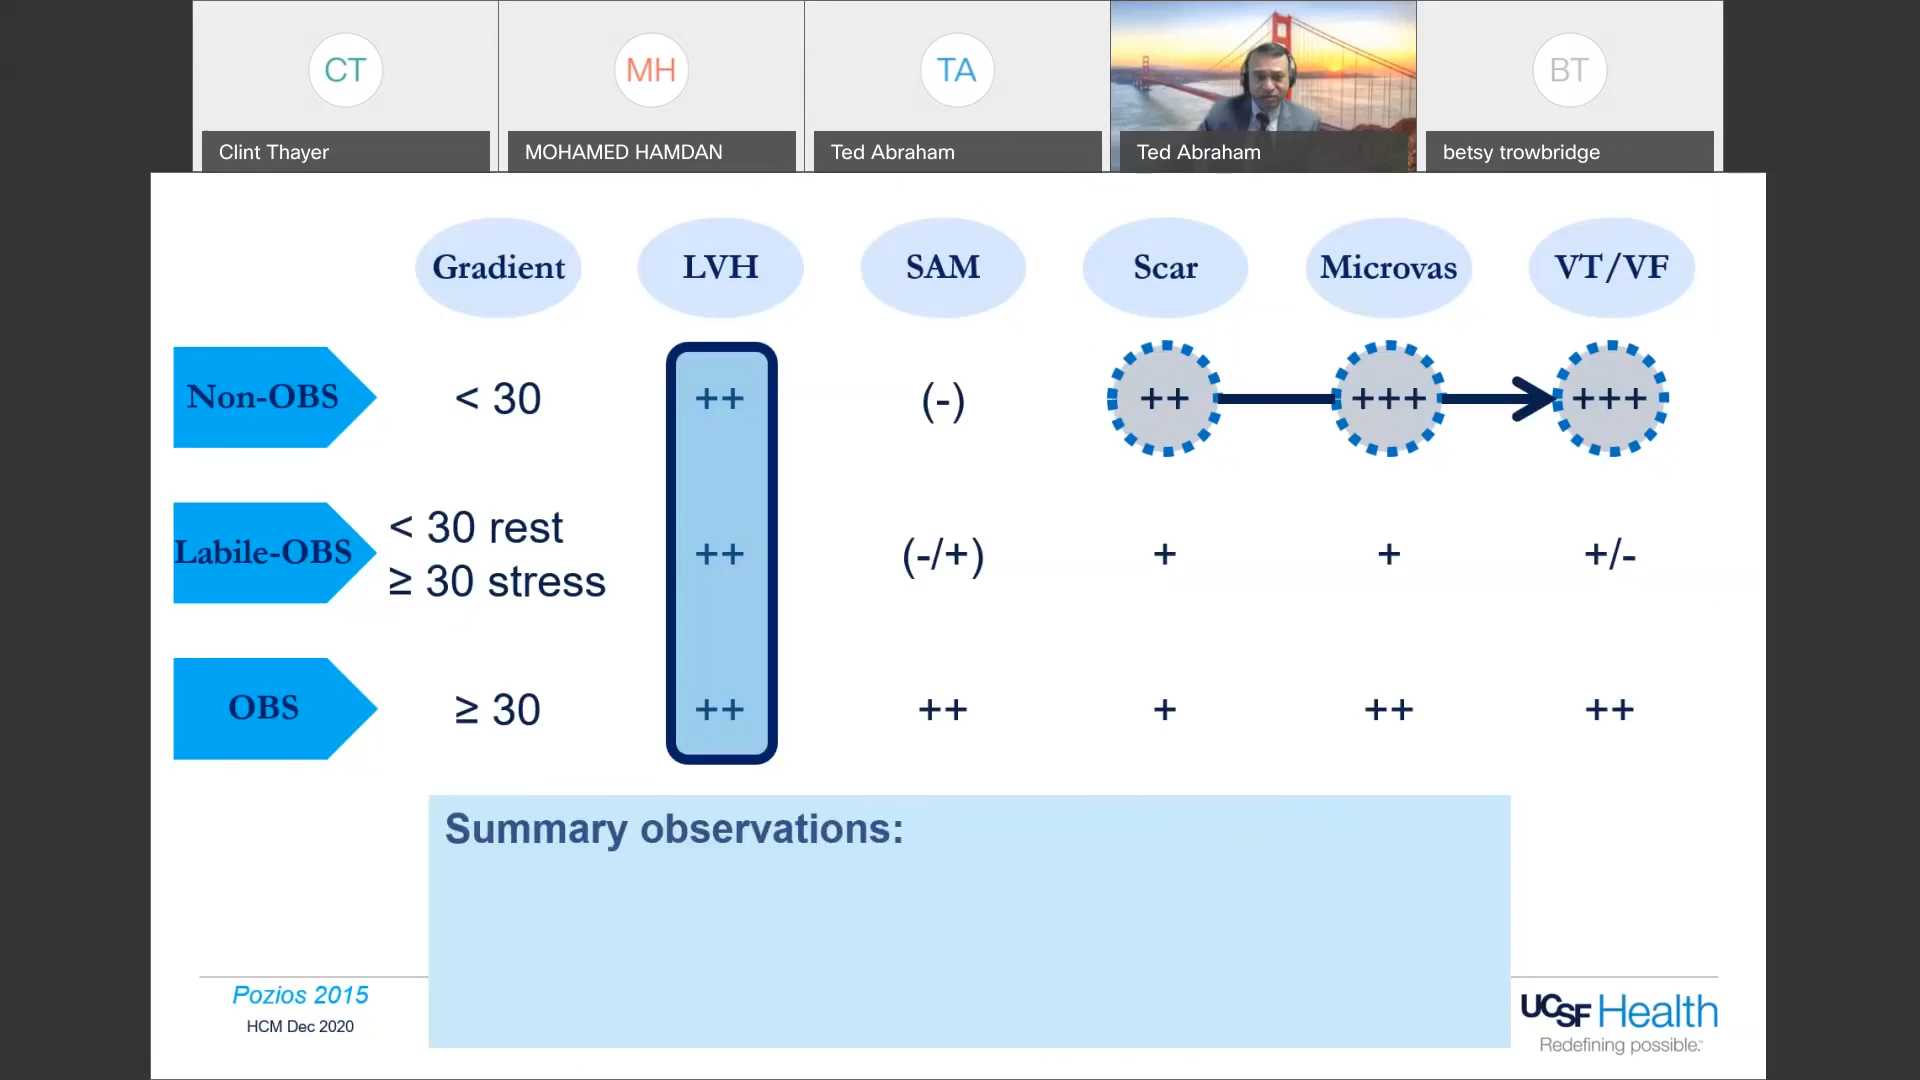 CT
MH
TA
BT
Clint Thayer
MOHAMED HAMDAN
Ted Abraham
Ted Abraham
betsy trowbridge
Gradient
LVH
SAM
Scar
Microvas
VT/VF
Non-OBS
< 30
++
(-)
++
+++
+++
Labile-OBS
< 30 rest
≥ 30 stress
++
(-/+)
+
+
+/-
OBS
≥ 30
++
++
+
++
++
Summary observations:
Pozios 2015
HCM Dec 2020
UCSF Health
Redefining possible.™